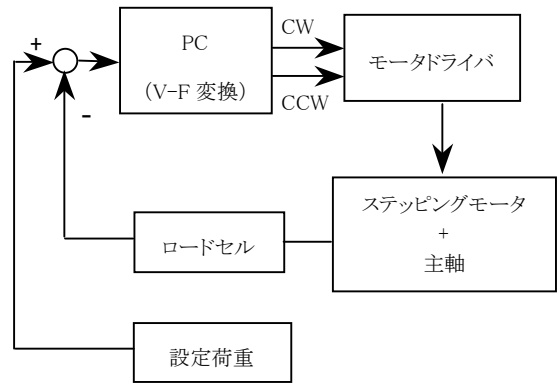 +
-
PC
(V-F 変換)
CW
CCW
モータドライバ
ステッピングモータ
+
主軸
ロードセル
設定荷重